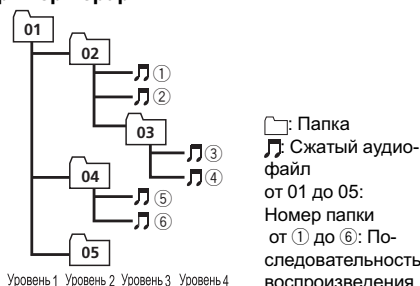 01
02
①
②
03
③
④
04
⑤
⑥
05
Уровень 1 Уровень 2 Уровень 3 Уровень 4
: Папка
: Сжатый аудио-
файл
от 01 до 05:
Номер папки
от ① до ⑥: По-
следовательность
воспроизведения